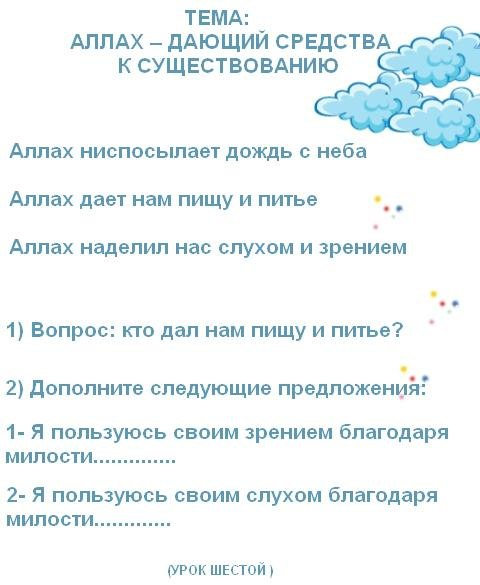 ТЕМА:
АЛЛАХ – ДАЮЩИЙ СРЕДСТВА
К СУЩЕСТВОВАНИЮ
Аллах ниспосылает дождь с неба
Аллах дает нам пищу и питье
Аллах наделил нас слухом и зрением
1) Вопрос: кто дал нам пищу и питье?
2) Дополните следующие предложения:
1- Я пользуюсь своим зрением благодаря
милости..............
2- Я пользуюсь своим слухом благодаря
милости.............
(УРОК ШЕСТОЙ )